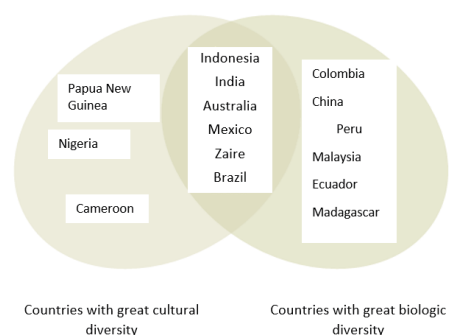 Papua New
Guinea
Nigeria
Cameroon
Indonesia
India
Australia
Mexico
Zaire
Brazil
Colombia
China
Peru
Malaysia
Ecuador
Madagascar
Countries with great cultural
diversity
Countries with great biologic
diversity